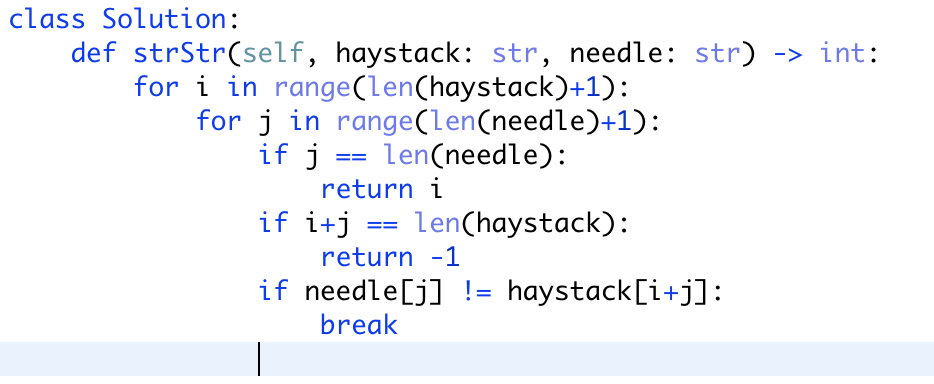 class Solution:
    def strStr(self, haystack: str, needle: str) -> int:
        for i in range(len(haystack)+1):
            for j in range(len(needle)+1):
                if j == len(needle):
                    return i
                if i+j == len(haystack):
                    return -1
                if needle[j] != haystack[i+j]:
                    break